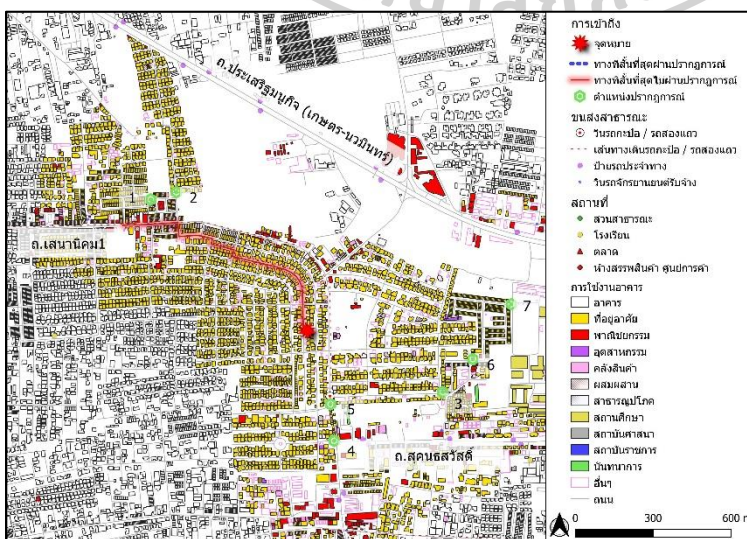 ถ.ประเสริฐมนูกิจ (เกษตร-นวมินทร์)
2
ถ.เสนานิคม1
7
6
3
5
4
ถ.สุคนธสวัสดิ์
การเข้าถึง
จุดหมาย
ทางที่สั้นที่สุดผ่านปรากฏการณ์
ทางที่สั้นที่สุดไม่ผ่านปรากฏการณ์
ตำแหน่งปรากฏการณ์
ขนส่งสาธารณะ
วินรถกะป๊อ / รถสองแถว
เส้นทางเดินรถกะป๊อ / รถสองแถว
ป้ายรถประจำทาง
วินรถจักรยานยนต์รับจ้าง
สถานที่
สวนสาธารณะ
โรงเรียน
ตลาด
ห้างสรรพสินค้า ศูนย์การค้า
การใช้งานอาคาร
อาคาร
ที่อยู่อาศัย
พาณิชยกรรม
อุตสาหกรรม
คลังสินค้า
ผสมผสาน
สาธารณูปโภค
สถานศึกษา
สถาบันศาสนา
สถาบันราชการ
นันทนาการ
อื่นๆ
ถนน
0 300 600 m